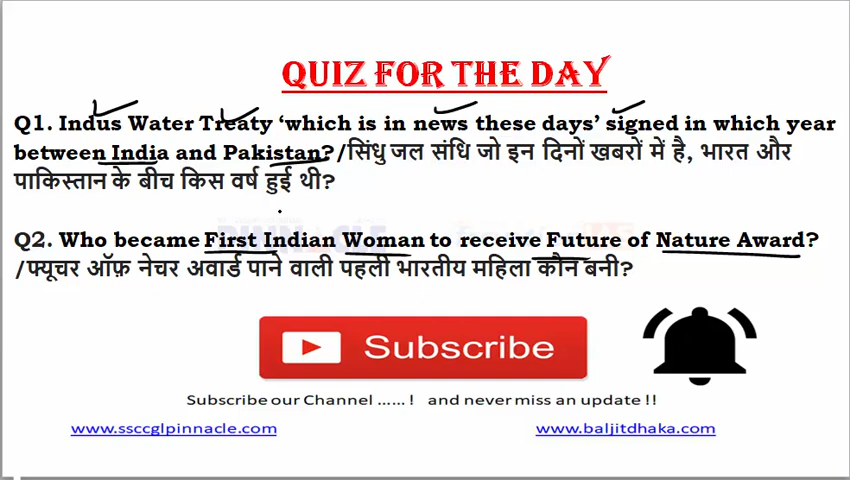 QUIZ FOR THE DAY
Q1. Indus Water Treaty ‘which is in news these days’ signed in which year
between India and Pakistan?/सिंधु जल संधि जो इन दिनों खबरों में है, भारत और
पाकिस्तान के बीच किस वर्ष हुई थी?
Q2. Who became First Indian Woman to receive Future of Nature Award?
/फ्यूचर ऑफ़ नेचर अवार्ड पाने वाली पहली भारतीय महिला कौन बनी?
Subscribe
Subscribe our Channel ...... ! and never miss an update !!
www.ssccglpinnacle.com
www.baljitdhaka.com